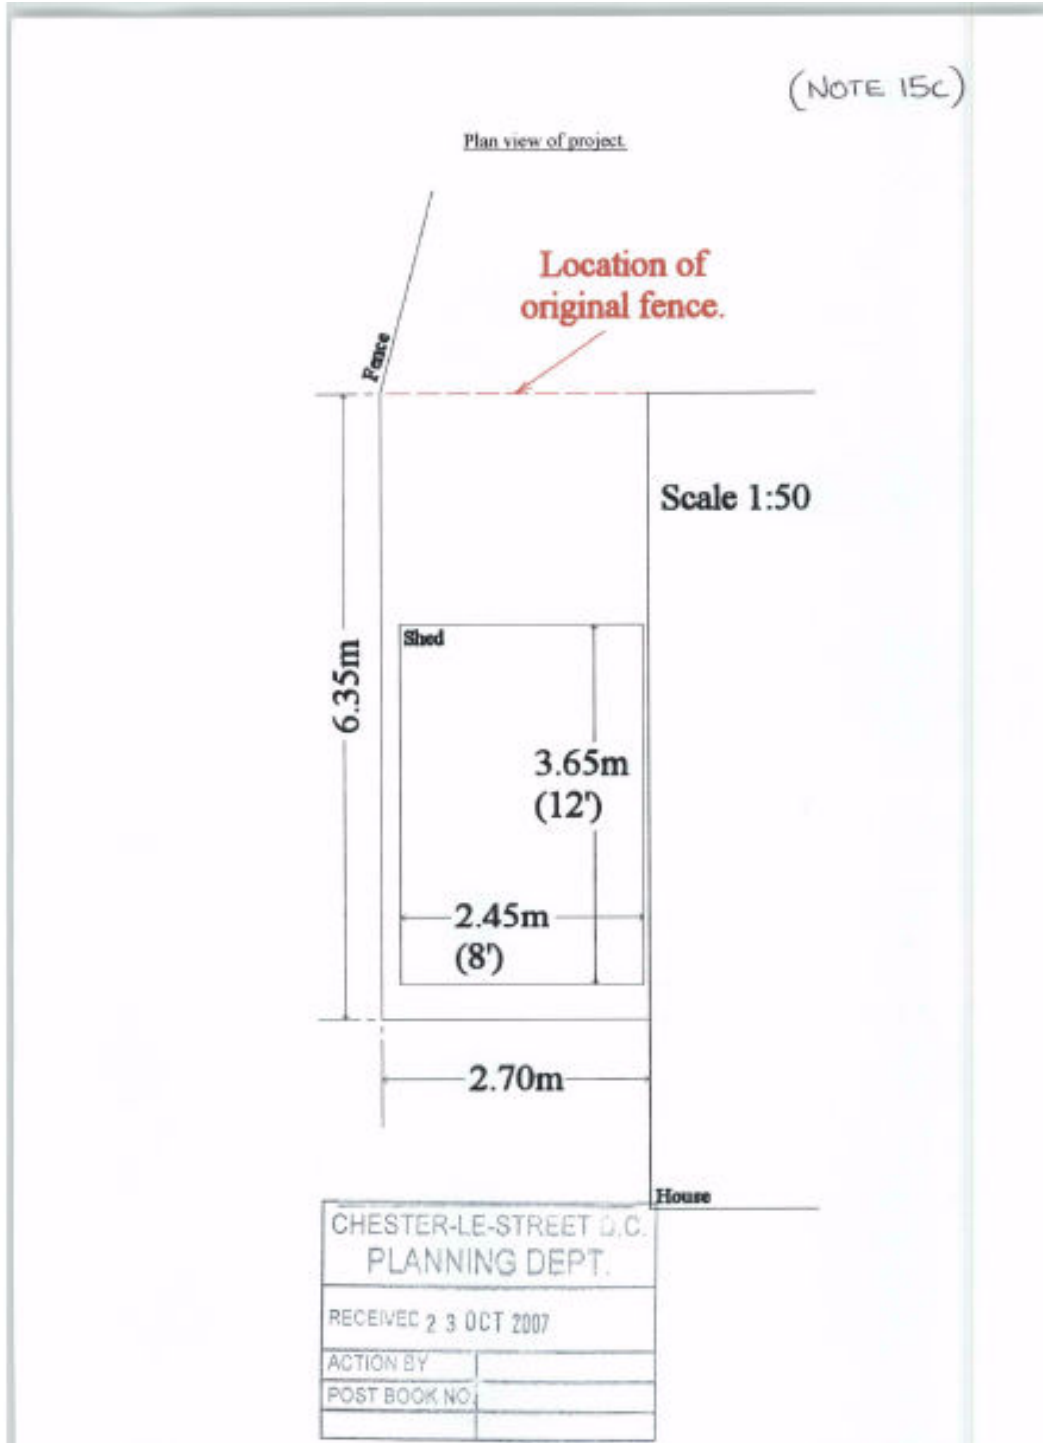 (NOTE 15C)
Plan view of project.
Location of
original fence.
Fence
Scale 1:50
Shed
6.35m
3.65m
(12')
2.45m
(8')
2.70m
House
CHESTER-LE-STREET D.C.
PLANNING DEPT.
RECEIVED 23 OCT 2007
ACTION BY
POST BOOK NO.